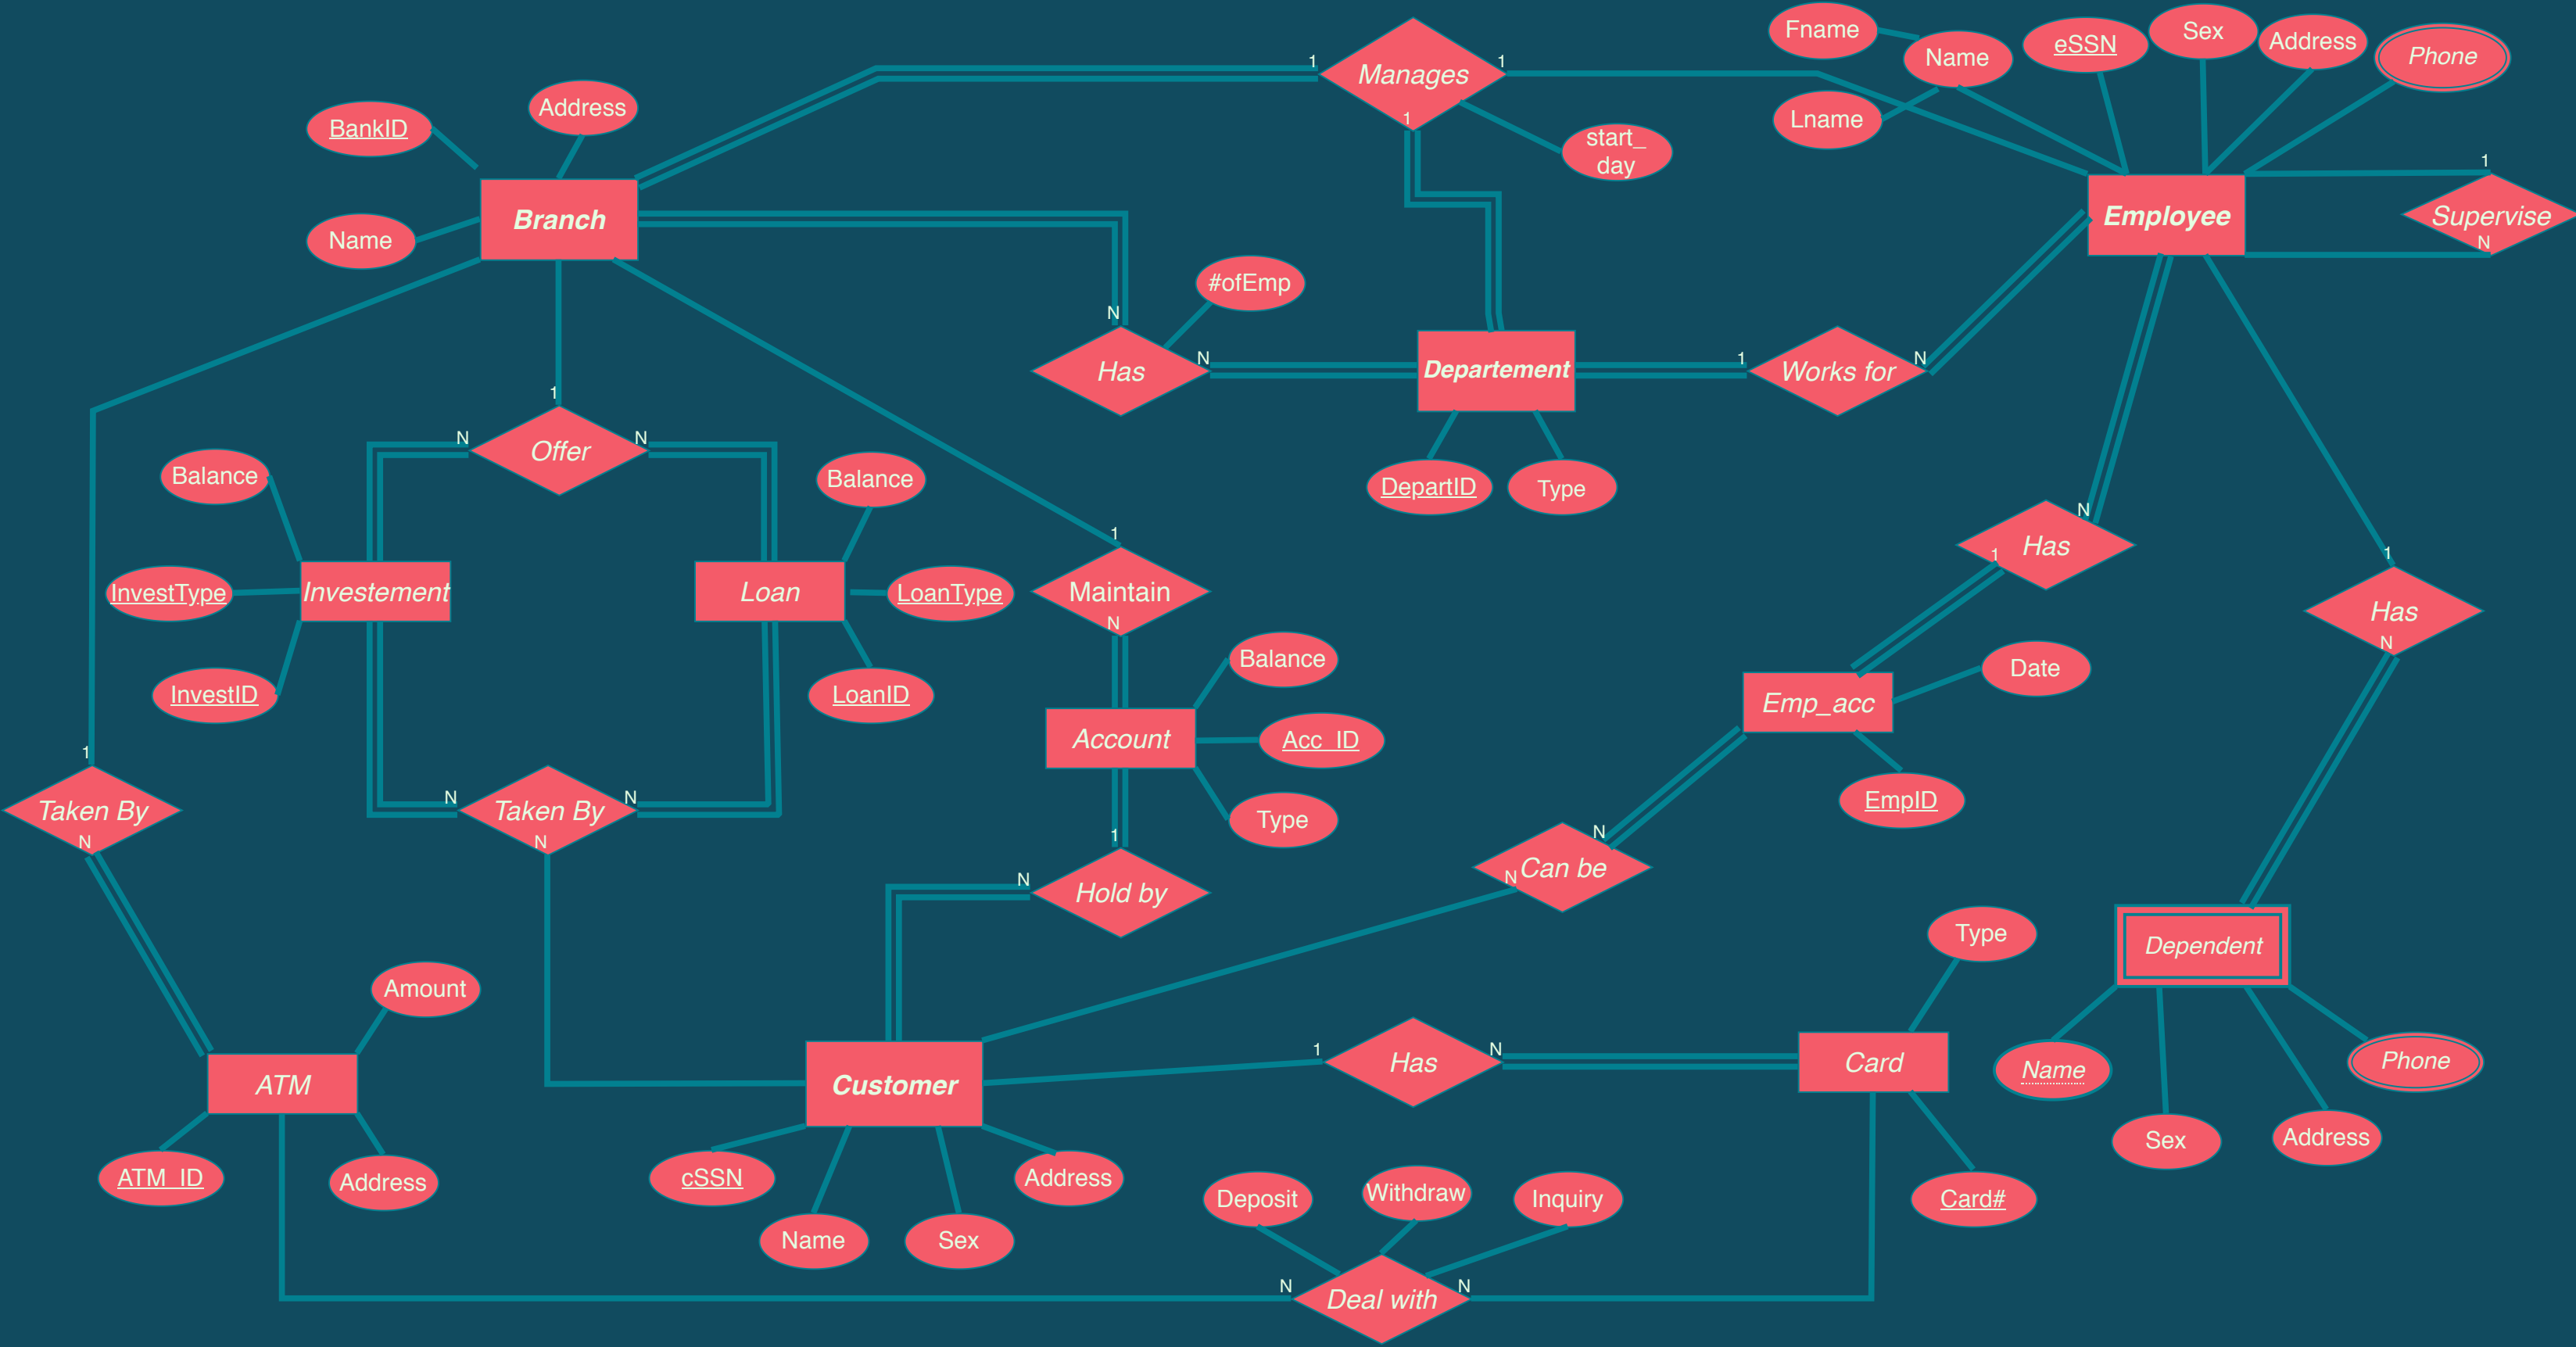 Fname
Name
eSSN
Sex
Address
Phone
1
Manages
1
1
Lname
start_
day
BankID
Address
Name
Branch
Employee
1
Supervise
N
#ofEmp
N
Has
N
Departement
1
Works for
N
DepartID
Type
1
N
Offer
N
Balance
Balance
InvestType
Investement
Loan
LoanType
InvestID
LoanID
1
Maintain
N
Balance
Account
Acc_ID
Type
N
Has
1
1
Has
N
Date
Emp_acc
EmpID
1
Taken By
N
N
Taken By
N
N
1
N
Hold by
N
Can be
N
Type
Dependent
Amount
ATM
ATM_ID
Address
Customer
1
Has
N
Card
Name
Phone
Sex
Address
cSSN
Name
Sex
Address
Deposit
Withdraw
Inquiry
Card#
N
Deal with
N